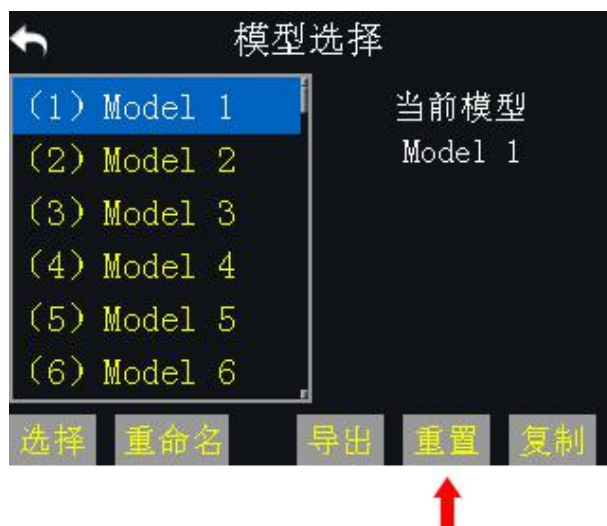 模型选择
(1) Model 1
(2) Model 2
(3) Model 3
(4) Model 4
(5) Model 5
(6) Model 6
当前模型
Model 1
选择 重命名 导出 重置 复制